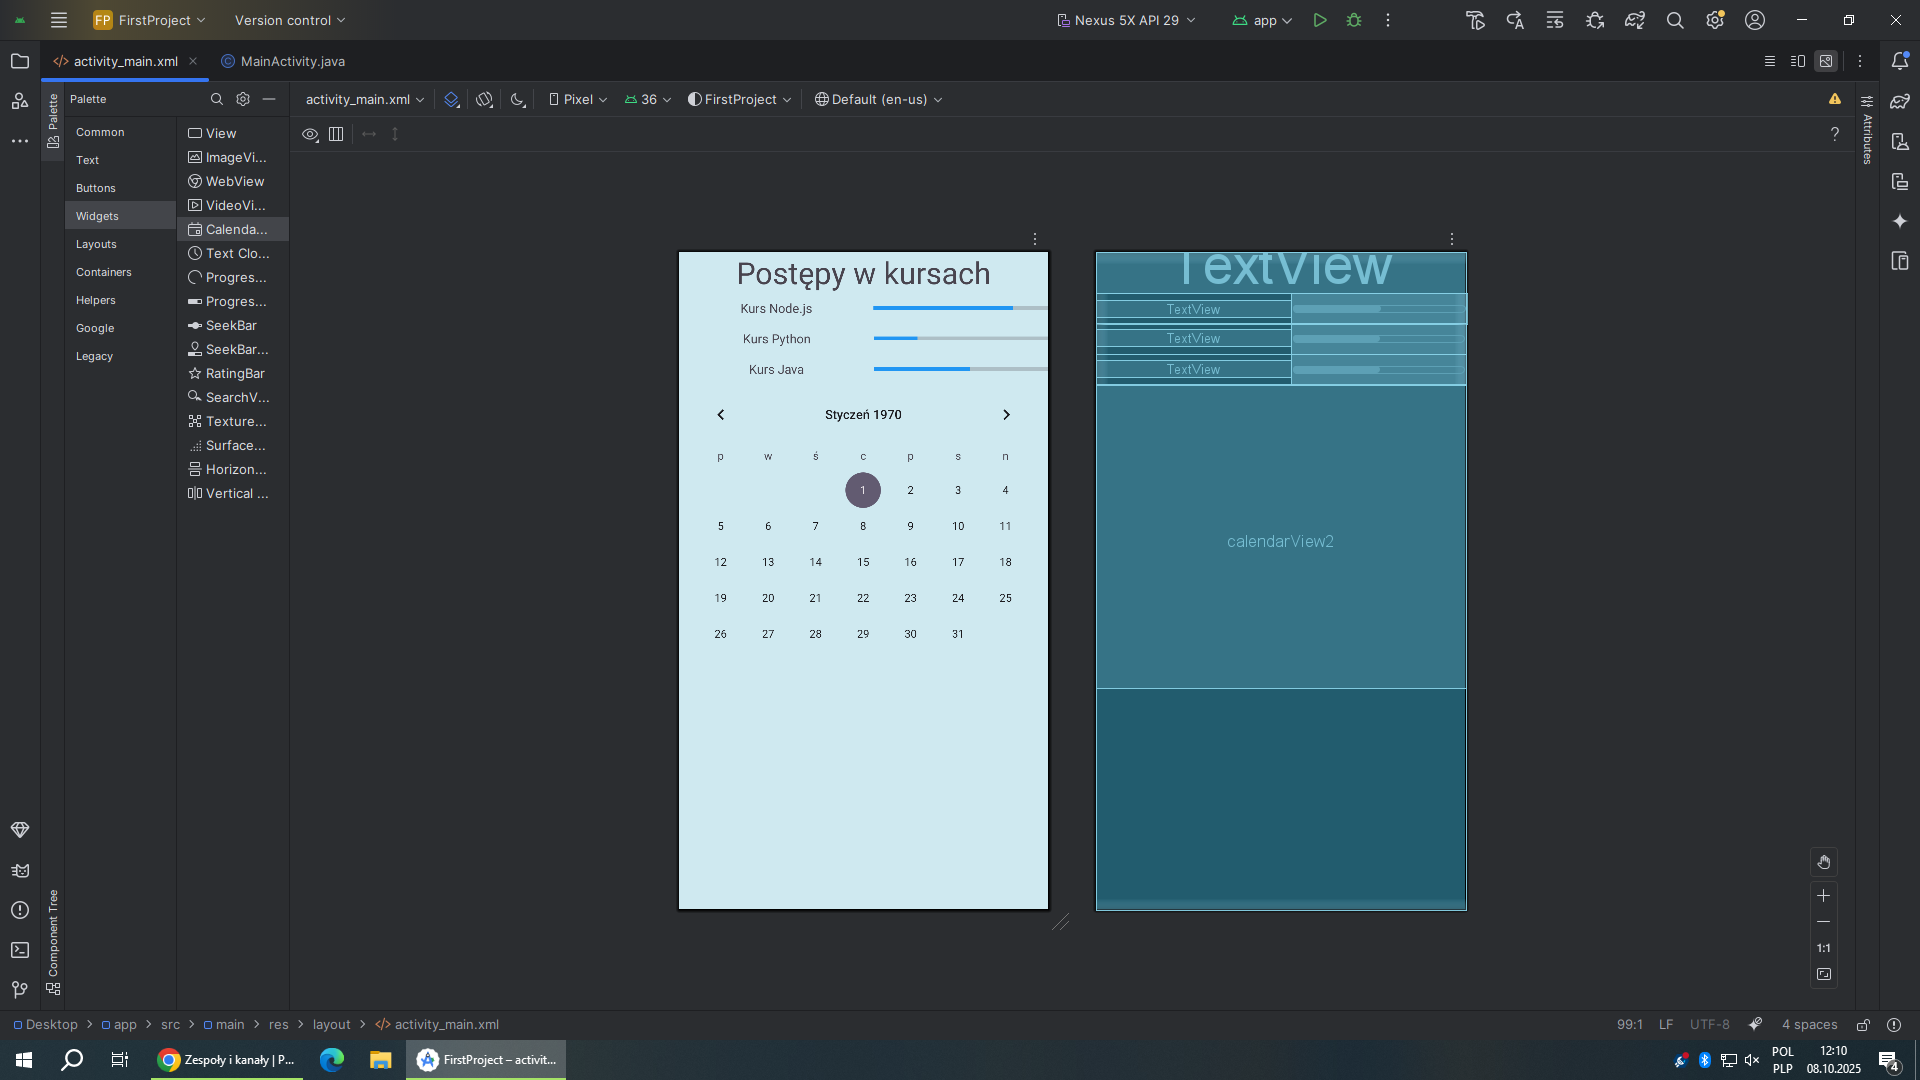 FP FirstProject Version control Nexus 5X API 29 app
activity_main.xml MainActivity.java
Palette activity_main.xml Pixel 36 FirstProject Default (en-us)
Palette
Attributes
Common
Text
Buttons
Widgets
Layouts
Containers
Helpers
Google
Legacy
View
ImageVi...
WebView
VideoVi...
Calenda...
Text Clo...
Progres...
Progres...
SeekBar
SeekBar...
RatingBar
SearchV...
Texture...
Surface...
Horizon...
Vertical ...
?
Postępy w kursach
Kurs Node.js
Kurs Python
Kurs Java
Styczeń 1970
p w ś c p s n
1 2 3 4
5 6 7 8 9 10 11
12 13 14 15 16 17 18
19 20 21 22 23 24 25
26 27 28 29 30 31
TextView
TextView
TextView
TextView
calendarView2
1:1
Component Tree
Desktop app src main res layout activity_main.xml 99:1 LF UTF-8 4 spaces
Zespoły i kanały | P... FirstProject – activit... POL 12:10
PLP 08.10.2025 4